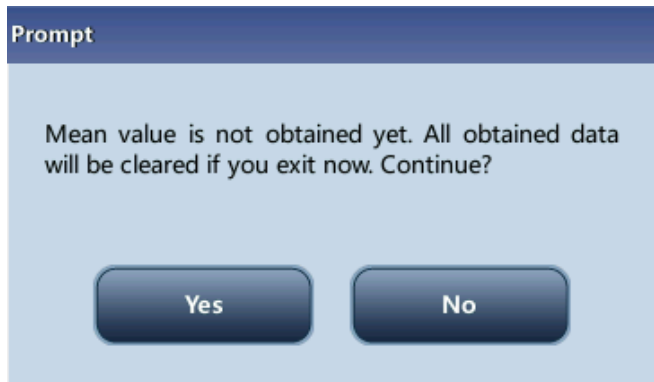 Prompt
Mean value is not obtained yet. All obtained data
will be cleared if you exit now. Continue?
Yes
No